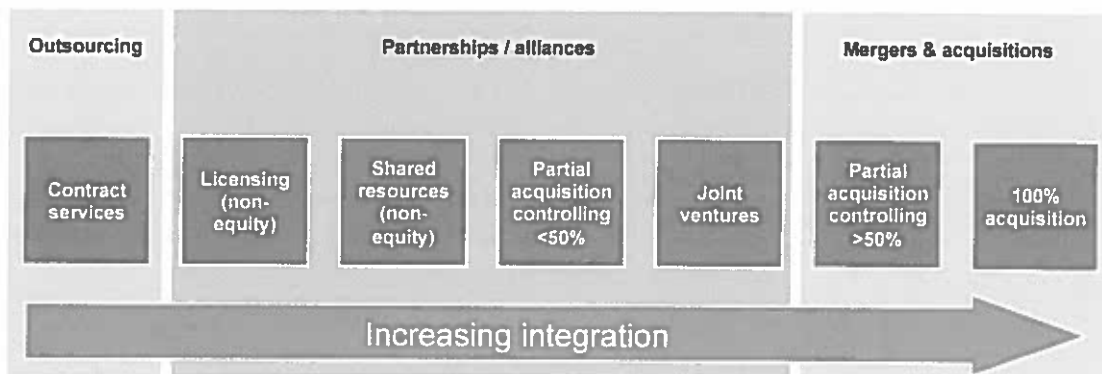 Outsourcing
Partnerships / alliances
Mergers & acquisitions
Contract
services
Licensing
(non-
equity)
Shared
resources
(non-
equity)
Partial
acquisition
controlling
<50%
Joint
ventures
Partial
acquisition
controlling
>50%
100%
acquisition
Increasing integration